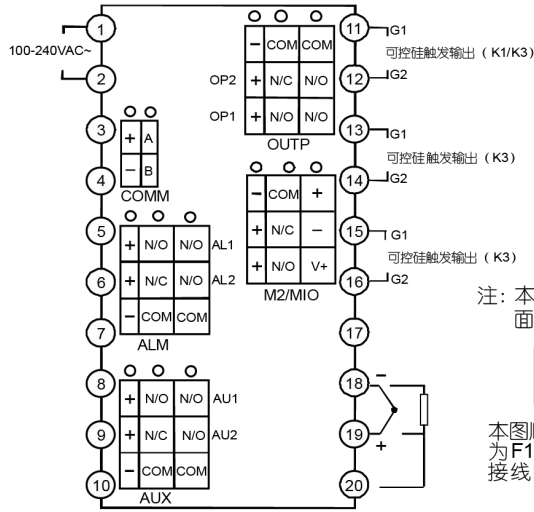 1
100-240VAC~
2
3
+ A
4
- B
COMM
5
+ N/O N/O AL1
6
+ N/C N/O AL2
7
- COM COM
ALM
8
+ N/O N/O AU1
9
+ N/C N/O AU2
10
- COM COM
AUX
- COM COM
OP2 + N/C N/O
OP1 + N/O N/O
OUTP
- COM +
+ N/C -
+ N/O V+
M2/MIO
11
G1
可控硅触发输出（K1/K3）
12
G2
13
G1
可控硅触发输出（K3）
14
G2
15
G1
可控硅触发输出（K3）
16
G2
17
18
-
19
+
20
注: 本
面
为F1
接线